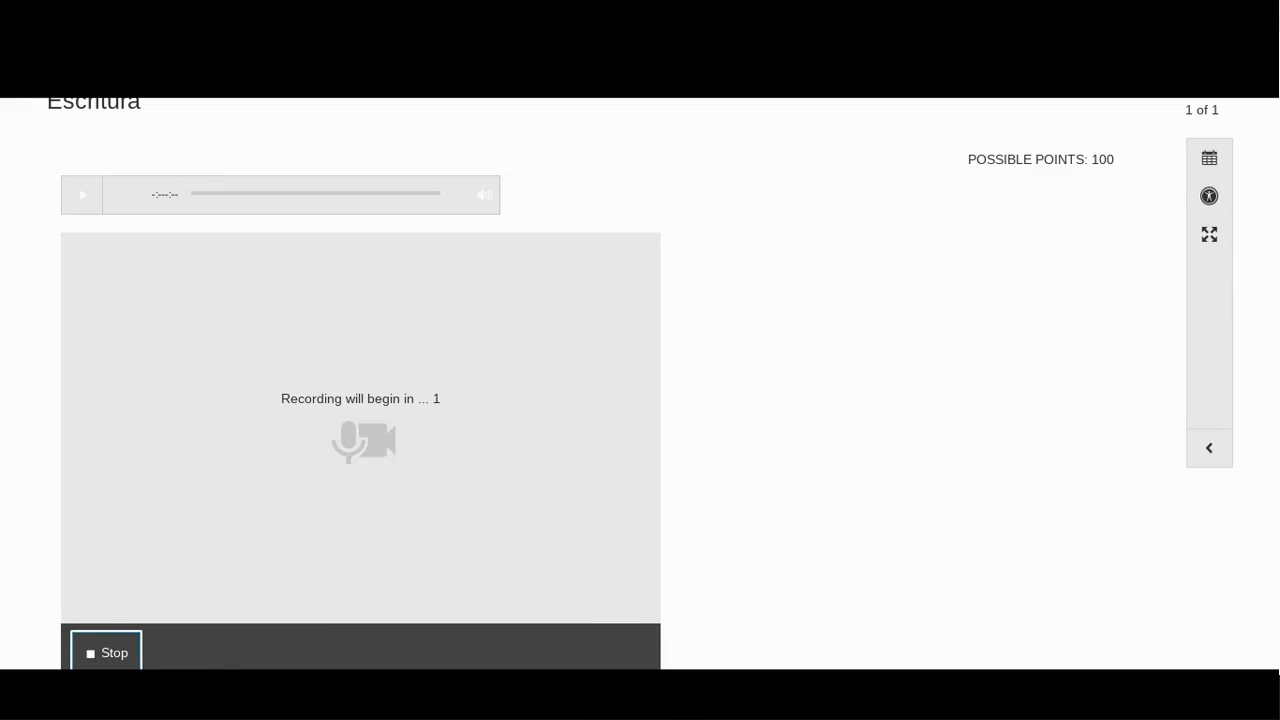 Escritura
1 of 1
POSSIBLE POINTS: 100
-:--
-:--
Recording will begin in ... 1
Stop